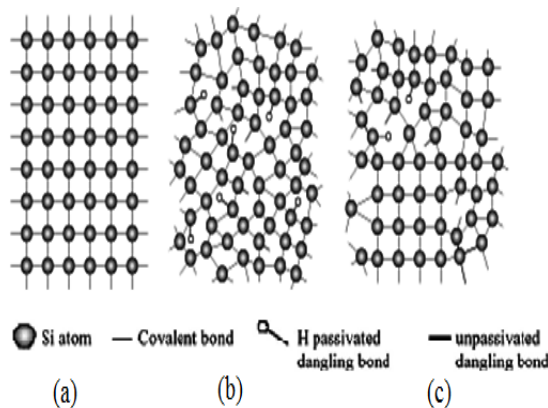 Si atom
Covalent bond
H passivated
dangling bond
unpassivated
dangling bond
(a)
(b)
(c)